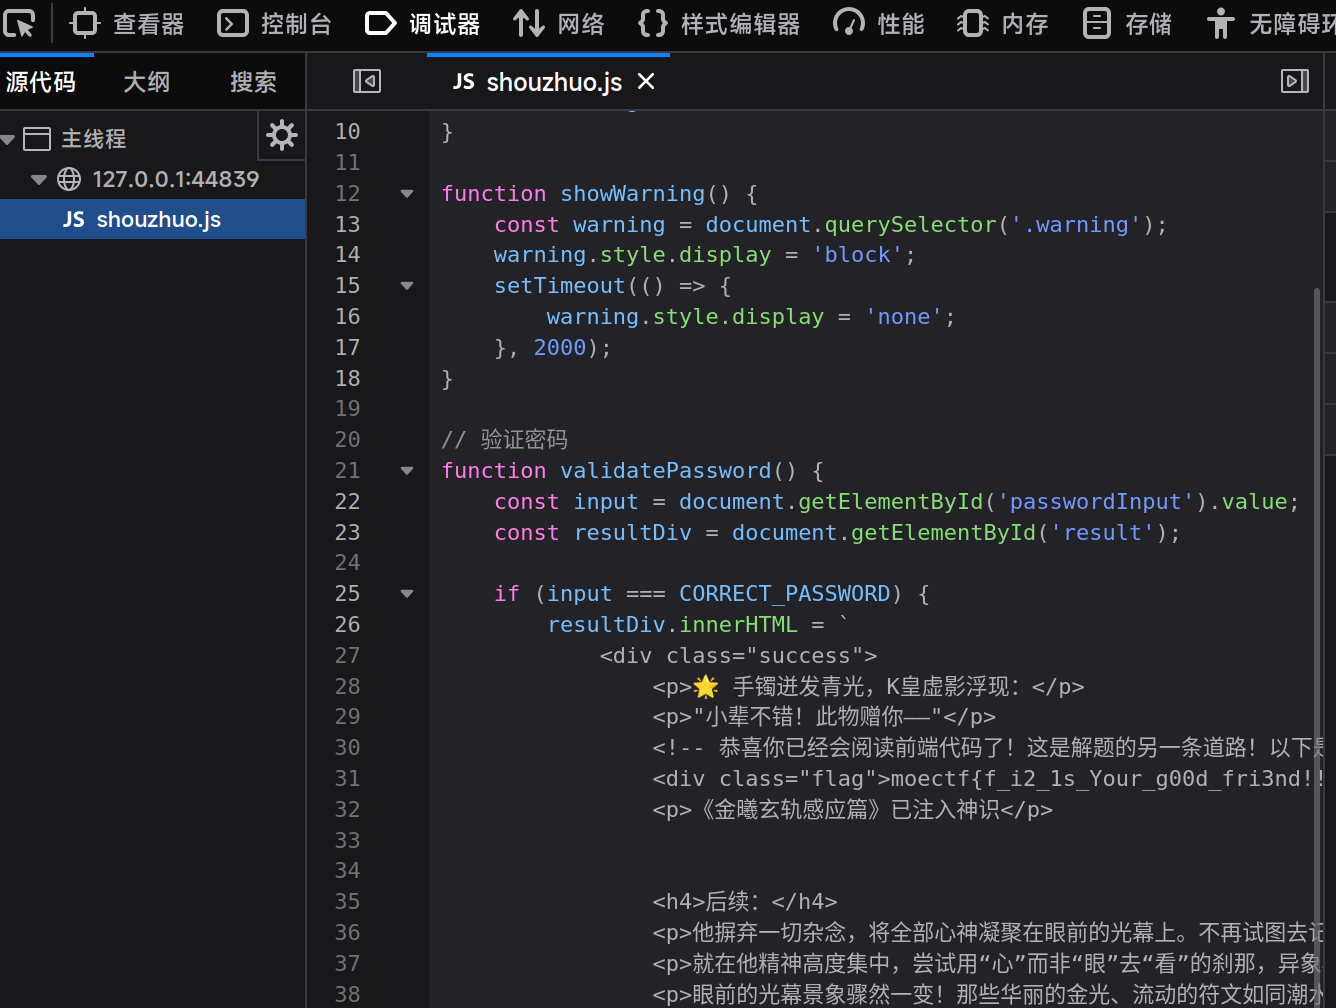 查看器 控制台 调试器 网络 {} 样式编辑器 性能 内存 存储 无障碍环
源代码 大纲 搜索 JS shouzhuo.js ×
主线程
127.0.0.1:44839
JS shouzhuo.js
10 }
11
12 function showWarning() {
13 const warning = document.querySelector('.warning');
14 warning.style.display = 'block';
15 setTimeout(() => {
16 warning.style.display = 'none';
17 }, 2000);
18 }
19
20 // 验证密码
21 function validatePassword() {
22 const input = document.getElementById('passwordInput').value;
23 const resultDiv = document.getElementById('result');
24
25 if (input === CORRECT_PASSWORD) {
26 resultDiv.innerHTML = `
27 <div class="success">
28 <p>🌟 手镯迸发青光，K皇虚影浮现：</p>
29 <p>"小辈不错！此物赠你——"</p>
30 <!-- 恭喜你已经会阅读前端代码了！这是解题的另一条道路！以下是
31 <div class="flag">moectf{f_i2_1s_Your_g00d_fri3nd!!
32 <p>《金曦玄轨感应篇》已注入神识</p>
33
34
35 <h4>后续：</h4>
36 <p>他摒弃一切杂念，将全部心神凝聚在眼前的光幕上。不再试图去记
37 <p>就在他精神高度集中，尝试用“心”而非“眼”去“看”的刹那，异象
38 <p>眼前的光幕景象骤然一变！那些华丽的金光、流动的符文如同潮水